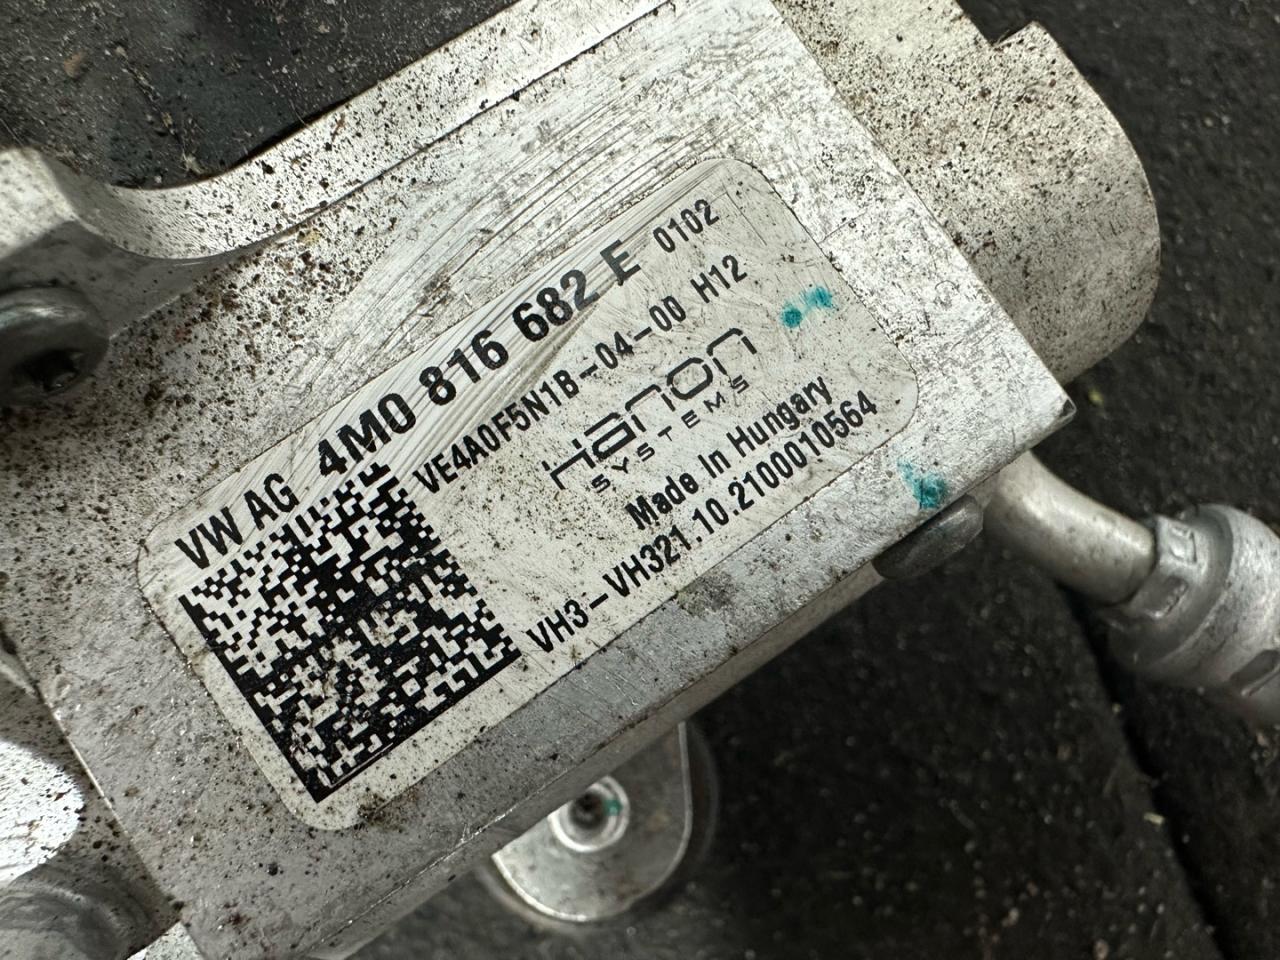 VW AG 4M0 816 682 E 0102
VE4A0F5N1B-04-00 H12
Hanon
SYSTEMS
Made In Hungary
VH3-VH321.10.2100010564